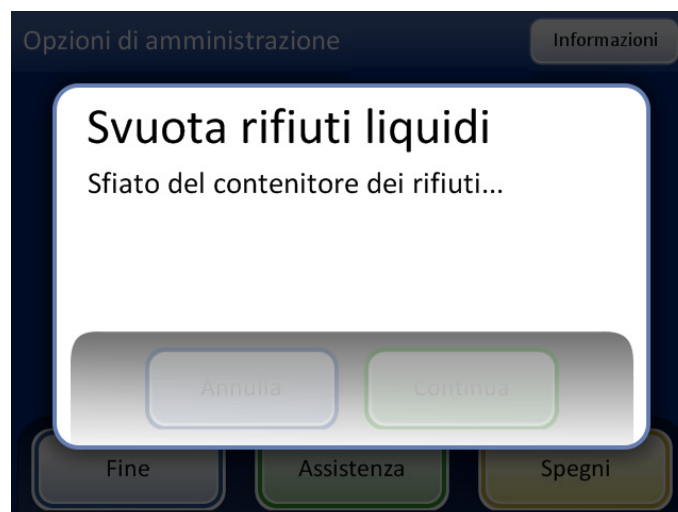 Opzioni di amministrazione
Informazioni
Svuota rifiuti liquidi
Sfiato del contenitore dei rifiuti...
Annulla
Continua
Fine
Assistenza
Spegni